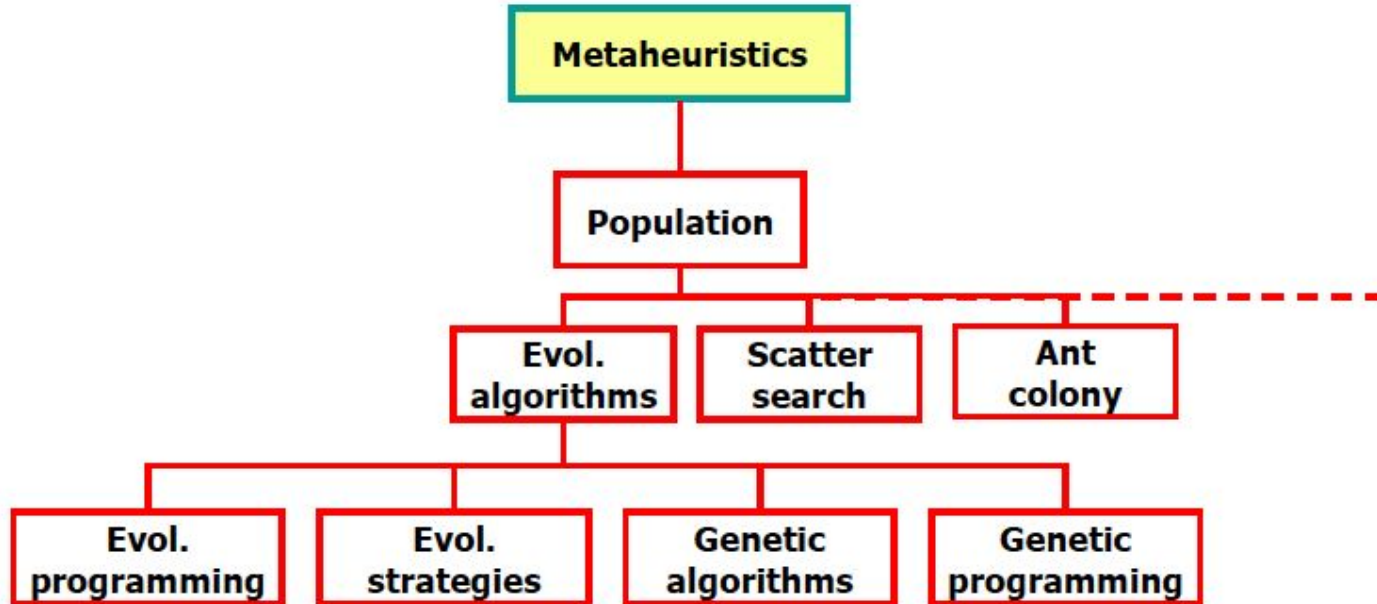 Metaheuristics
Population
Evol.
algorithms
Scatter
search
Ant
colony
Evol.
programming
Evol.
strategies
Genetic
algorithms
Genetic
programming